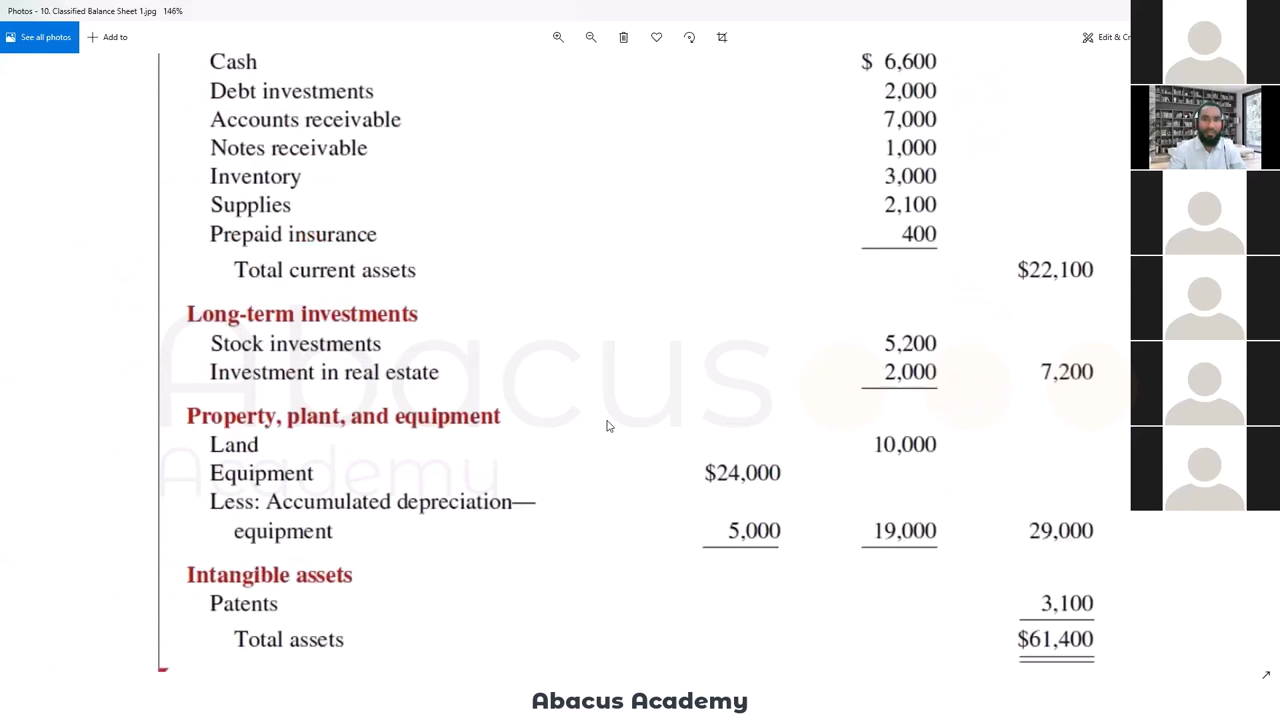 Photos - 10. Classified Balance Sheet 1.jpg 146%
See all photos Add to Edit & Cr
Cash $ 6,600
Debt investments 2,000
Accounts receivable 7,000
Notes receivable 1,000
Inventory 3,000
Supplies 2,100
Prepaid insurance 400
Total current assets $22,100
Long-term investments
Stock investments 5,200
Investment in real estate 2,000 7,200
Abacus
Property, plant, and equipment
Land 10,000
Academy
Equipment $24,000
Less: Accumulated depreciation—
equipment 5,000 19,000 29,000
Intangible assets
Patents 3,100
Total assets $61,400
Abacus Academy